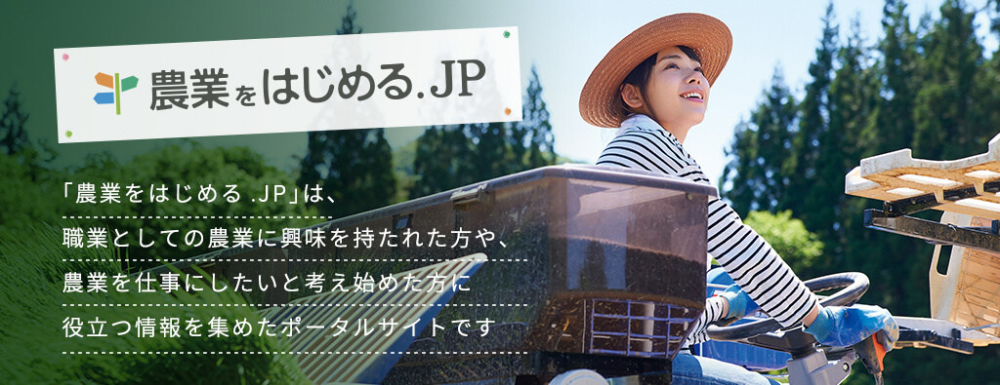 農業をはじめる.JP
「農業をはじめる .JP」は、
職業としての農業に興味を持たれた方や、
農業を仕事にしたいと考え始めた方に
役立つ情報を集めたポータルサイトです